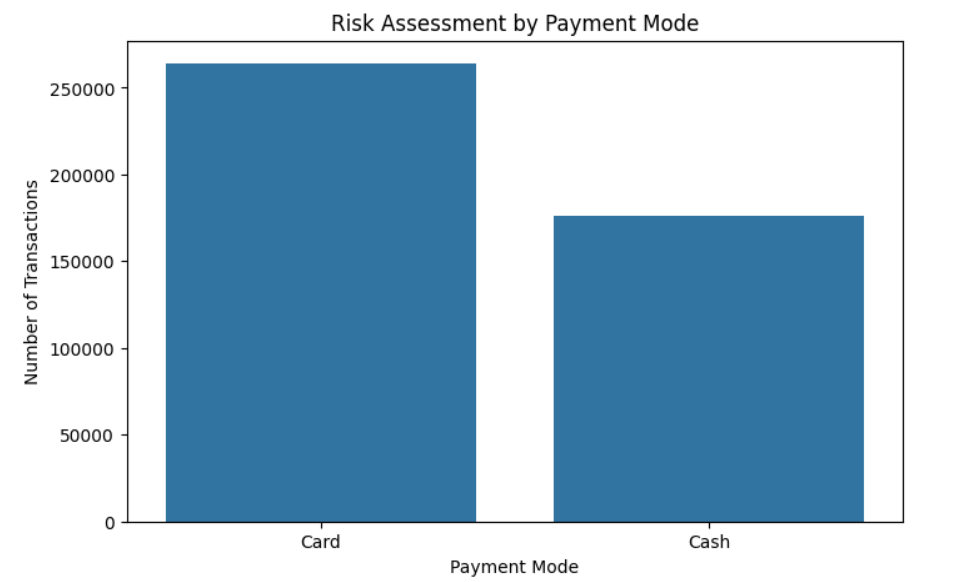 Risk Assessment by Payment Mode
Number of Transactions
250000
200000
150000
100000
50000
0
Card Cash
Payment Mode